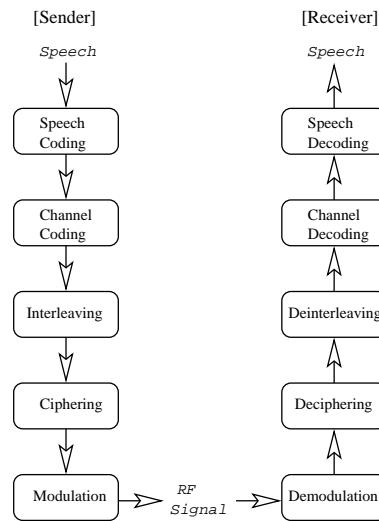 [Sender]
Speech
Speech
Coding
Channel
Coding
Interleaving
Ciphering
Modulation
RF
Signal
[Receiver]
Speech
Speech
Decoding
Channel
Decoding
Deinterleaving
Deciphering
Demodulation